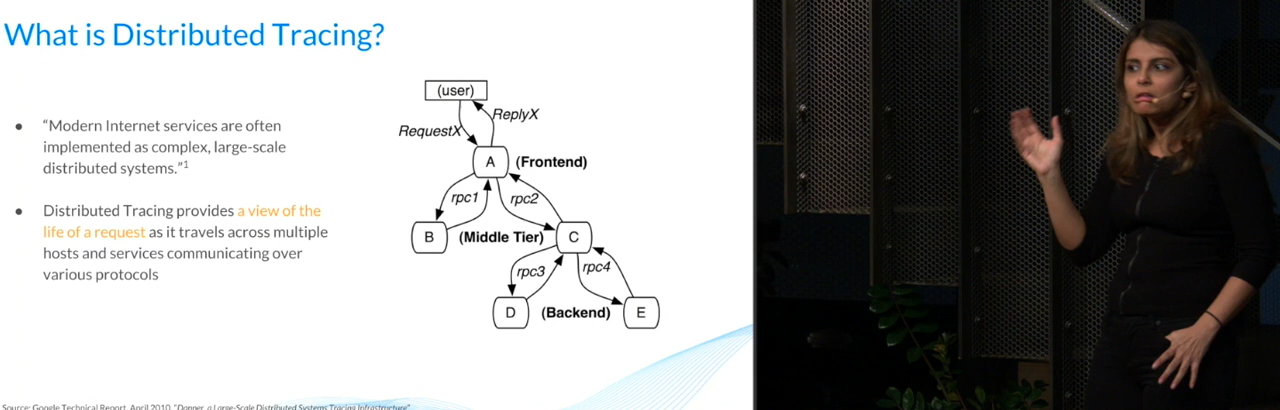 What is Distributed Tracing?
● “Modern Internet services are often
implemented as complex, large-scale
distributed systems.”1
● Distributed Tracing provides a view of the
life of a request as it travels across multiple
hosts and services communicating over
various protocols
(user)
RequestX
ReplyX
A
(Frontend)
rpc1
rpc2
B
(Middle Tier)
C
rpc3
rpc4
D
(Backend)
E
Source: Google Technical Report, April 2010, “Dapper, a Large-Scale Distributed Systems Tracing Infrastructure”